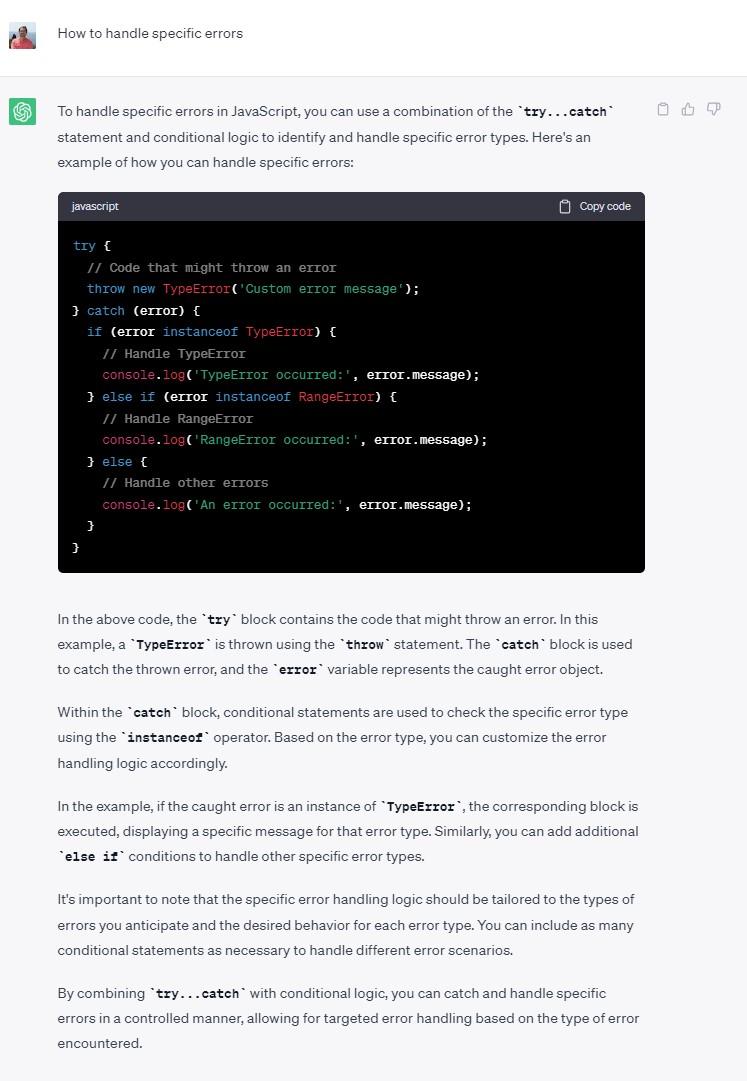 How to handle specific errors
To handle specific errors in JavaScript, you can use a combination of the `try...catch`
statement and conditional logic to identify and handle specific error types. Here's an
example of how you can handle specific errors:
javascript
Copy code
try {
  // Code that might throw an error
  throw new TypeError('Custom error message');
} catch (error) {
  if (error instanceof TypeError) {
    // Handle TypeError
    console.log('TypeError occurred:', error.message);
  } else if (error instanceof RangeError) {
    // Handle RangeError
    console.log('RangeError occurred:', error.message);
  } else {
    // Handle other errors
    console.log('An error occurred:', error.message);
  }
}
In the above code, the `try` block contains the code that might throw an error. In this
example, a `TypeError` is thrown using the `throw` statement. The `catch` block is used
to catch the thrown error, and the `error` variable represents the caught error object.
Within the `catch` block, conditional statements are used to check the specific error type
using the `instanceof` operator. Based on the error type, you can customize the error
handling logic accordingly.
In the example, if the caught error is an instance of `TypeError`, the corresponding block is
executed, displaying a specific message for that error type. Similarly, you can add additional
`else if` conditions to handle other specific error types.
It's important to note that the specific error handling logic should be tailored to the types of
errors you anticipate and the desired behavior for each error type. You can include as many
conditional statements as necessary to handle different error scenarios.
By combining `try...catch` with conditional logic, you can catch and handle specific
errors in a controlled manner, allowing for targeted error handling based on the type of error
encountered.